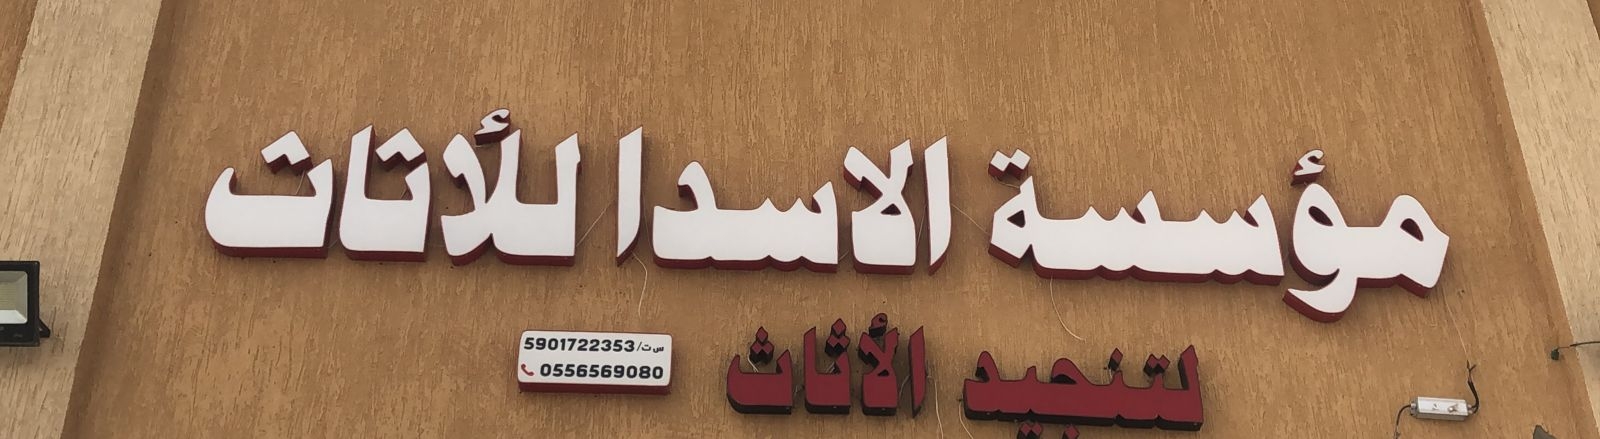 مؤسسة الاسدا للأثاث
لتنجيد الأثاث
س ت/5901722353
0556569080